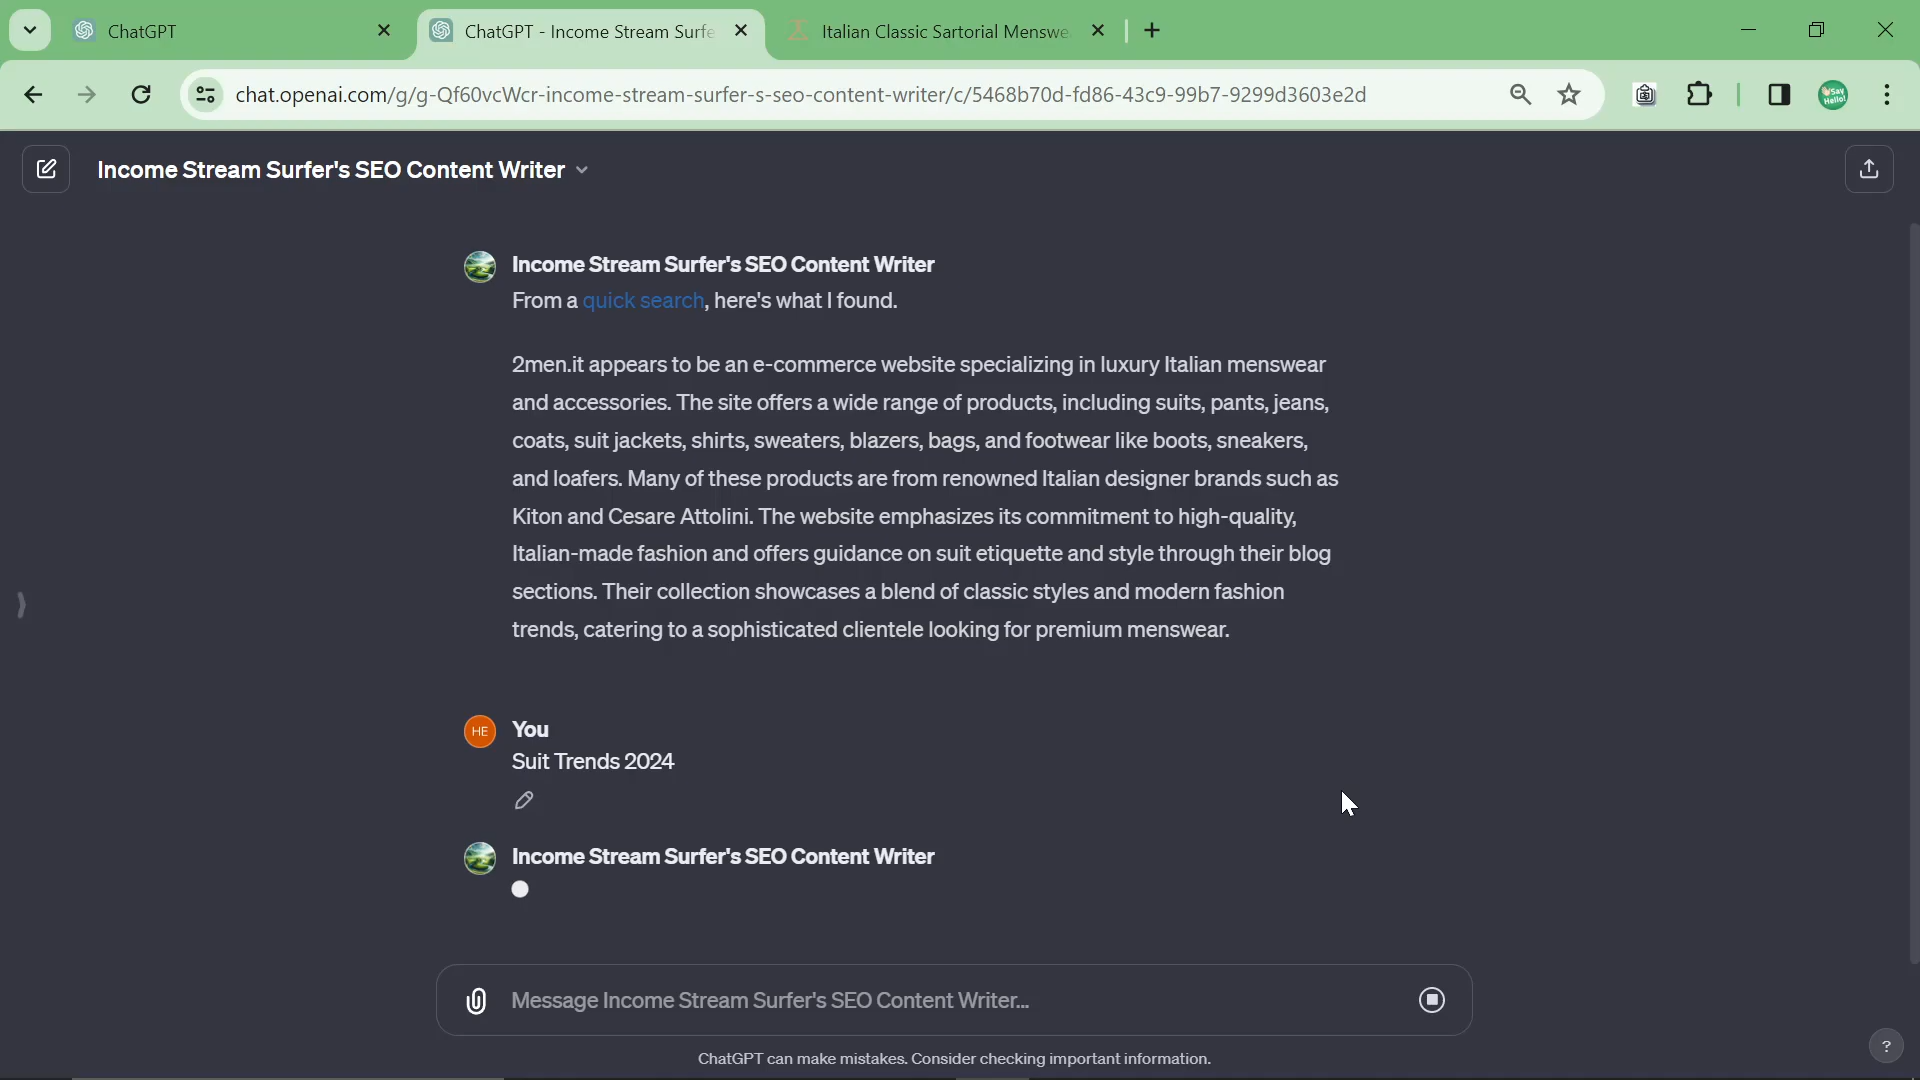 ChatGPT
ChatGPT - Income Stream Surfe
Italian Classic Sartorial Menswe
chat.openai.com/g/g-Qf60vcWcr-income-stream-surfer-s-seo-content-writer/c/5468b70d-fd86-43c9-99b7-9299d3603e2d
Say Hello!
Income Stream Surfer's SEO Content Writer
Income Stream Surfer's SEO Content Writer
From a quick search, here's what I found.
2men.it appears to be an e-commerce website specializing in luxury Italian menswear
and accessories. The site offers a wide range of products, including suits, pants, jeans,
coats, suit jackets, shirts, sweaters, blazers, bags, and footwear like boots, sneakers,
and loafers. Many of these products are from renowned Italian designer brands such as
Kiton and Cesare Attolini. The website emphasizes its commitment to high-quality,
Italian-made fashion and offers guidance on suit etiquette and style through their blog
sections. Their collection showcases a blend of classic styles and modern fashion
trends, catering to a sophisticated clientele looking for premium menswear.
HE
You
Suit Trends 2024
Income Stream Surfer's SEO Content Writer
Message Income Stream Surfer's SEO Content Writer...
ChatGPT can make mistakes. Consider checking important information.
?